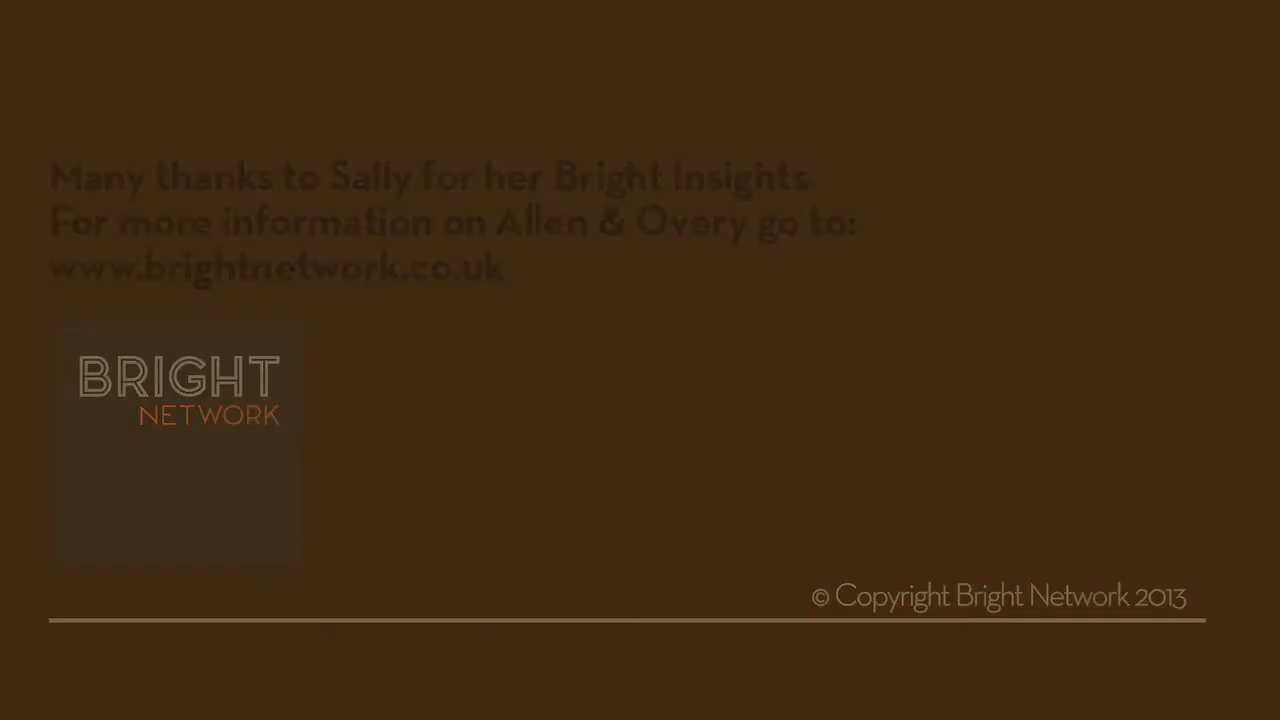 Many thanks to Sally for her Bright Insights.
For more information on Allen & Overy go to:
www.brightnetwork.co.uk
BRIGHT
NETWORK
© Copyright Bright Network 2013